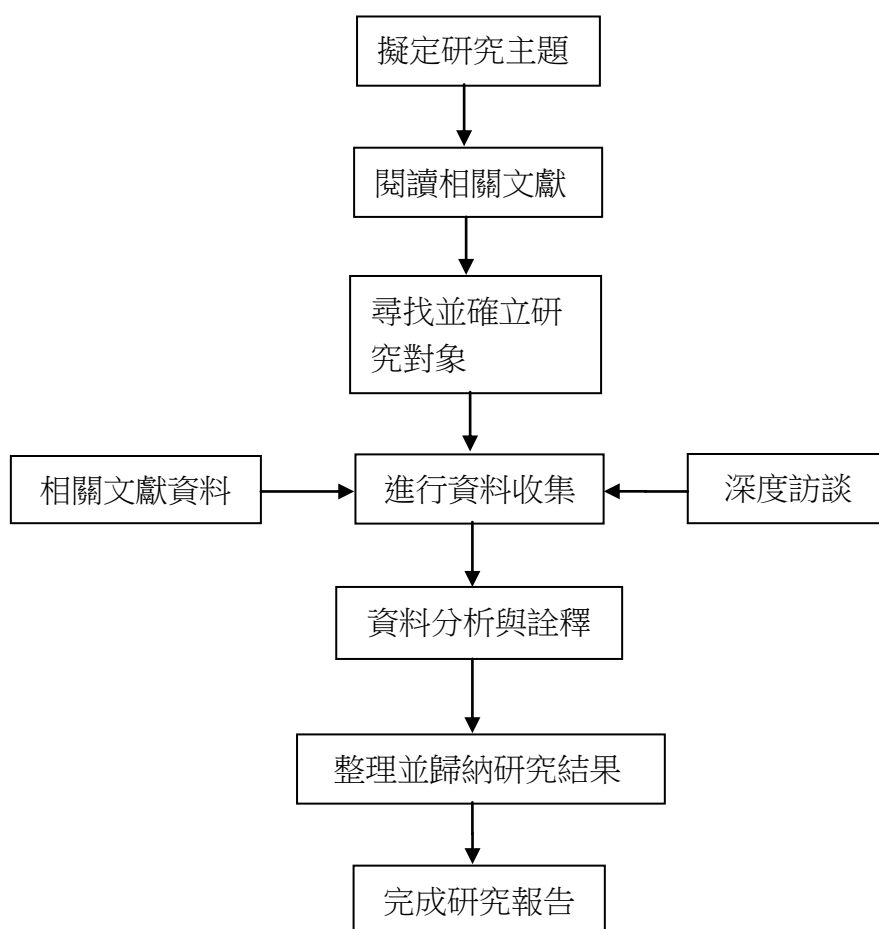 擬定研究主題
閱讀相關文獻
尋找並確立研
究對象
相關文獻資料
進行資料收集
深度訪談
資料分析與詮釋
整理並歸納研究結果
完成研究報告